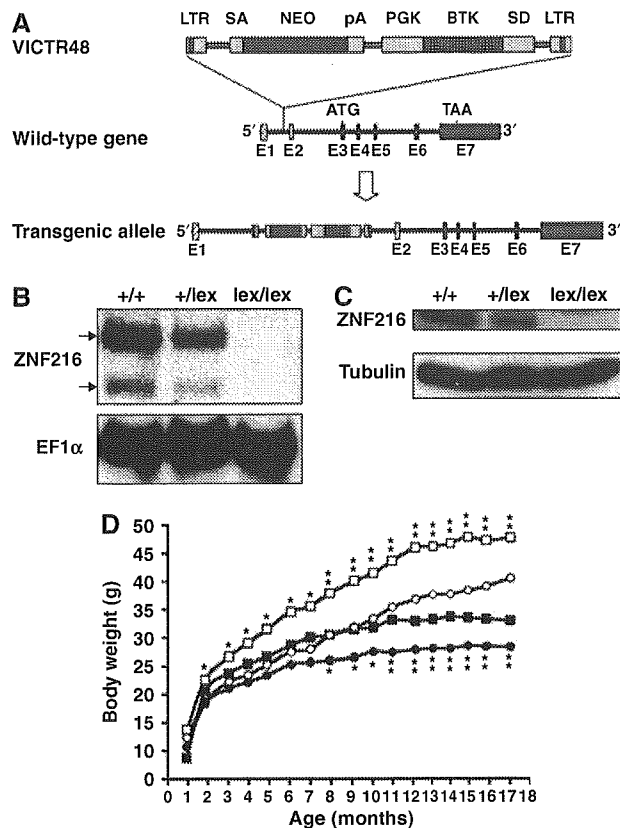 A
LTR SA NEO pA PGK BTK SD LTR
VICTR48
ATG TAA
Wild-type gene 5′ 3′
E1 E2 E3 E4 E5 E6 E7
Transgenic allele 5′ 3′
E1 E2 E3 E4 E5 E6 E7
B
+/+ +/lex lex/lex
ZNF216
EF1α
C
+/+ +/lex lex/lex
ZNF216
Tubulin
D
Body weight (g)
50
45
40
35
30
25
20
15
10
5
0
0 1 2 3 4 5 6 7 8 9 10 11 12 13 14 15 16 17 18
Age (months)